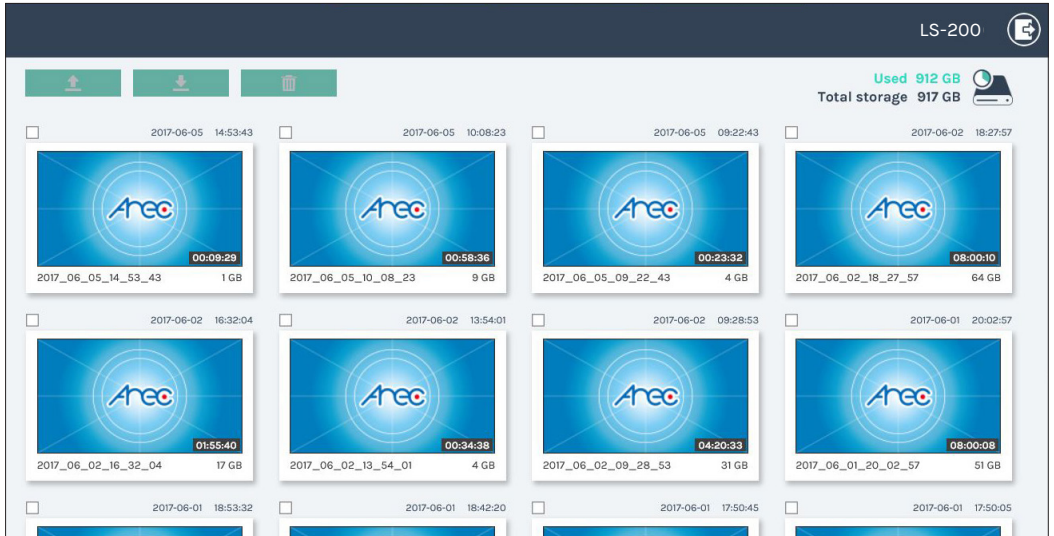 LS-200
Used 912 GB
Total storage 917 GB
2017-06-05 14:53:43
2017-06-05 10:08:23
2017-06-05 09:22:43
2017-06-02 18:27:57
Arec
Arec
Arec
Arec
00:09:29
00:58:36
00:23:32
08:00:10
2017_06_05_14_53_43 1 GB
2017_06_05_10_08_23 9 GB
2017_06_05_09_22_43 4 GB
2017_06_02_18_27_57 64 GB
2017-06-02 16:32:04
2017-06-02 13:54:01
2017-06-02 09:28:53
2017-06-01 20:02:57
Arec
Arec
Arec
Arec
01:55:40
00:34:38
04:20:33
08:00:08
2017_06_02_16_32_04 17 GB
2017_06_02_13_54_01 4 GB
2017_06_02_09_28_53 31 GB
2017_06_01_20_02_57 51 GB
2017-06-01 18:53:32
2017-06-01 18:42:20
2017-06-01 17:50:45
2017-06-01 17:50:05